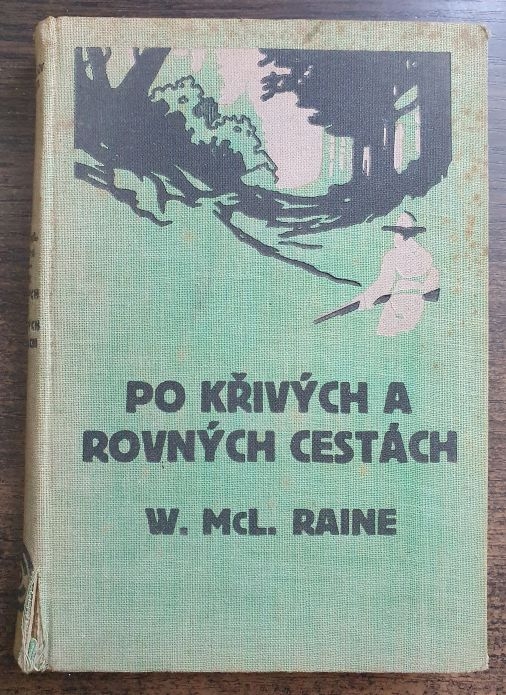 PO KŘIVÝCH A
ROVNÝCH CESTÁCH
W. McL. RAINE